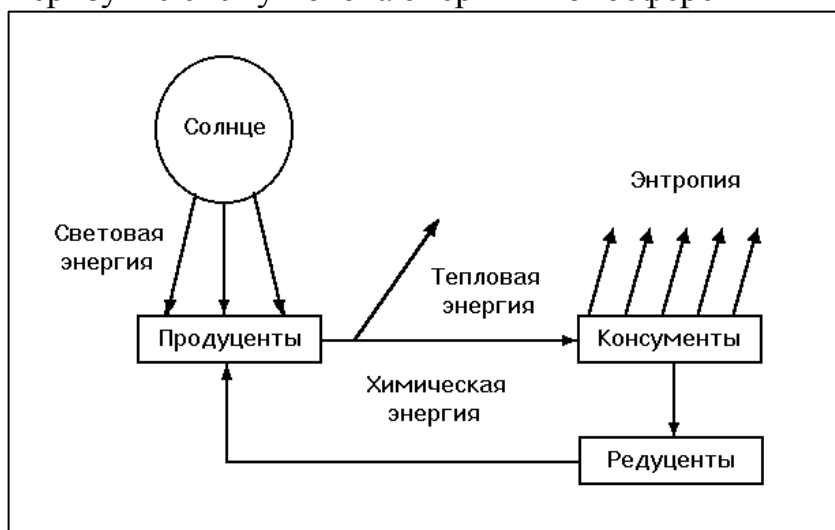 Солнце
Энтропия
Световая
энергия
Тепловая
энергия
Продуценты
Консументы
Химическая
энергия
Редуценты